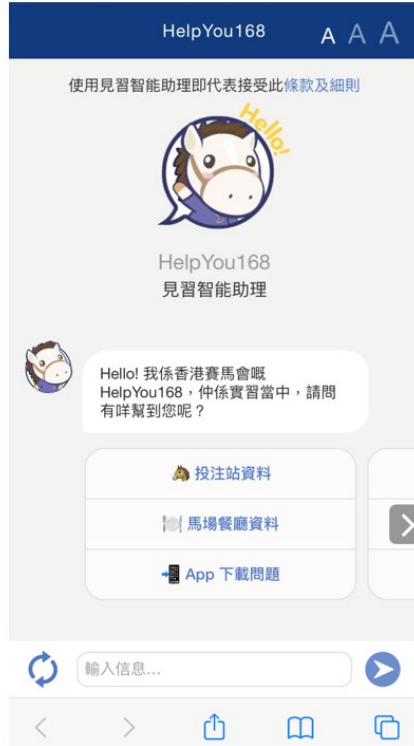 HelpYou168 A A A
使用見習智能助理即代表接受此條款及細則
Hello!
HelpYou168
見習智能助理
Hello! 我係香港賽馬會嘅
HelpYou168，仲係實習當中，請問
有咩幫到您呢？
投注站資料
馬場餐廳資料
App 下載問題
輸入信息...